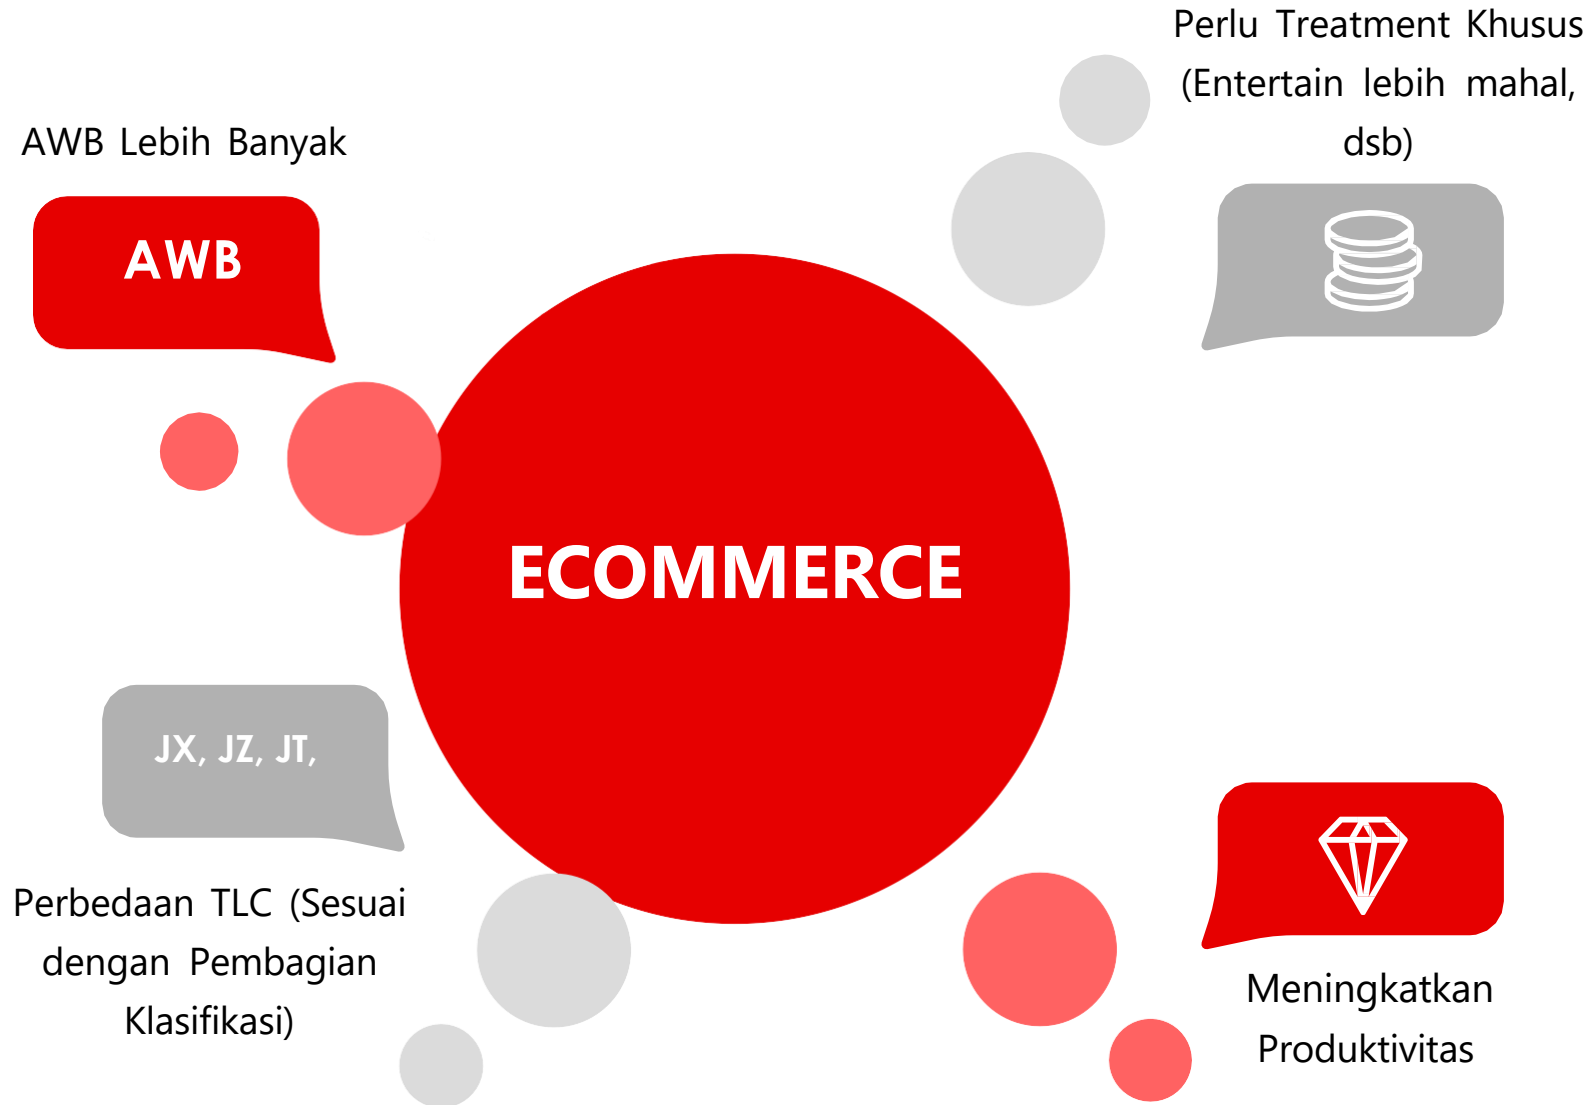 AWB Lebih Banyak
AWB
Perlu Treatment Khusus
(Entertain lebih mahal,
dsb)
ECOMMERCE
JX, JZ, JT,
Perbedaan TLC (Sesuai
dengan Pembagian
Klasifikasi)
Meningkatkan
Produktivitas